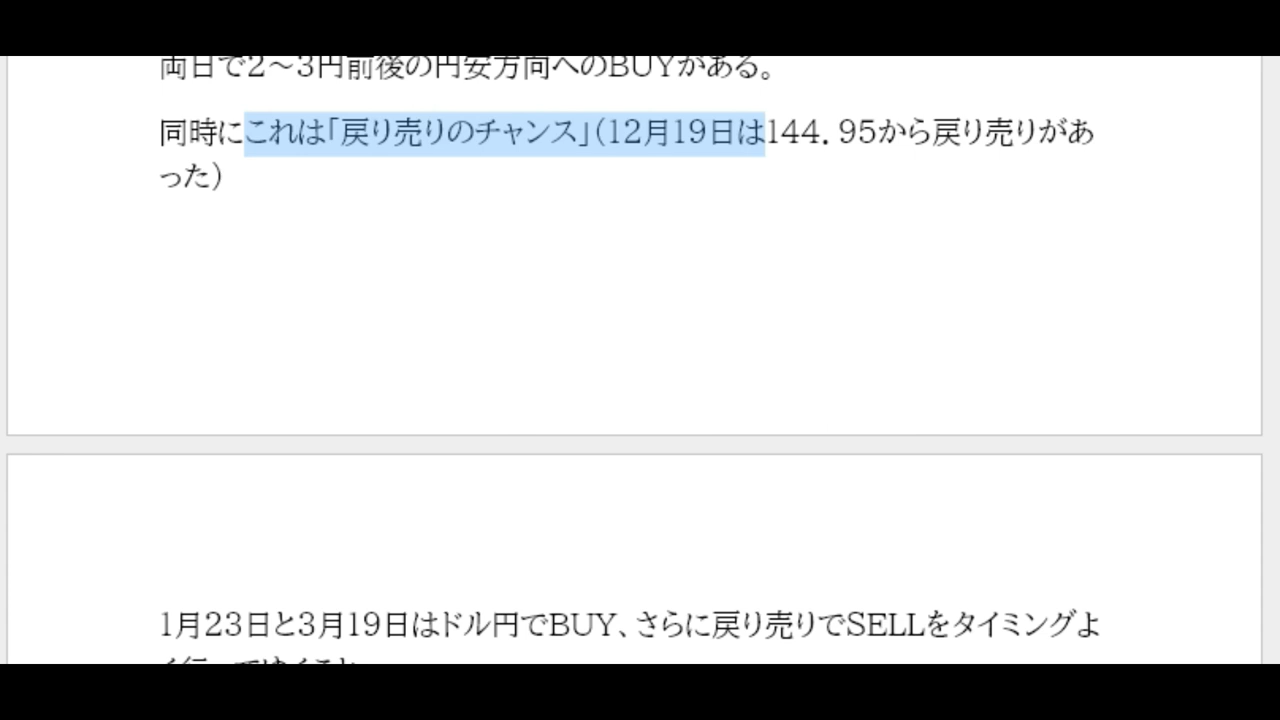 両日で2～3円前後の円安方向へのBUYがある。
同時にこれは「戻り売りのチャンス」（12月19日は144．95から戻り売りがあ
った）
1月23日と3月19日はドル円でBUY、さらに戻り売りでSELLをタイミングよ